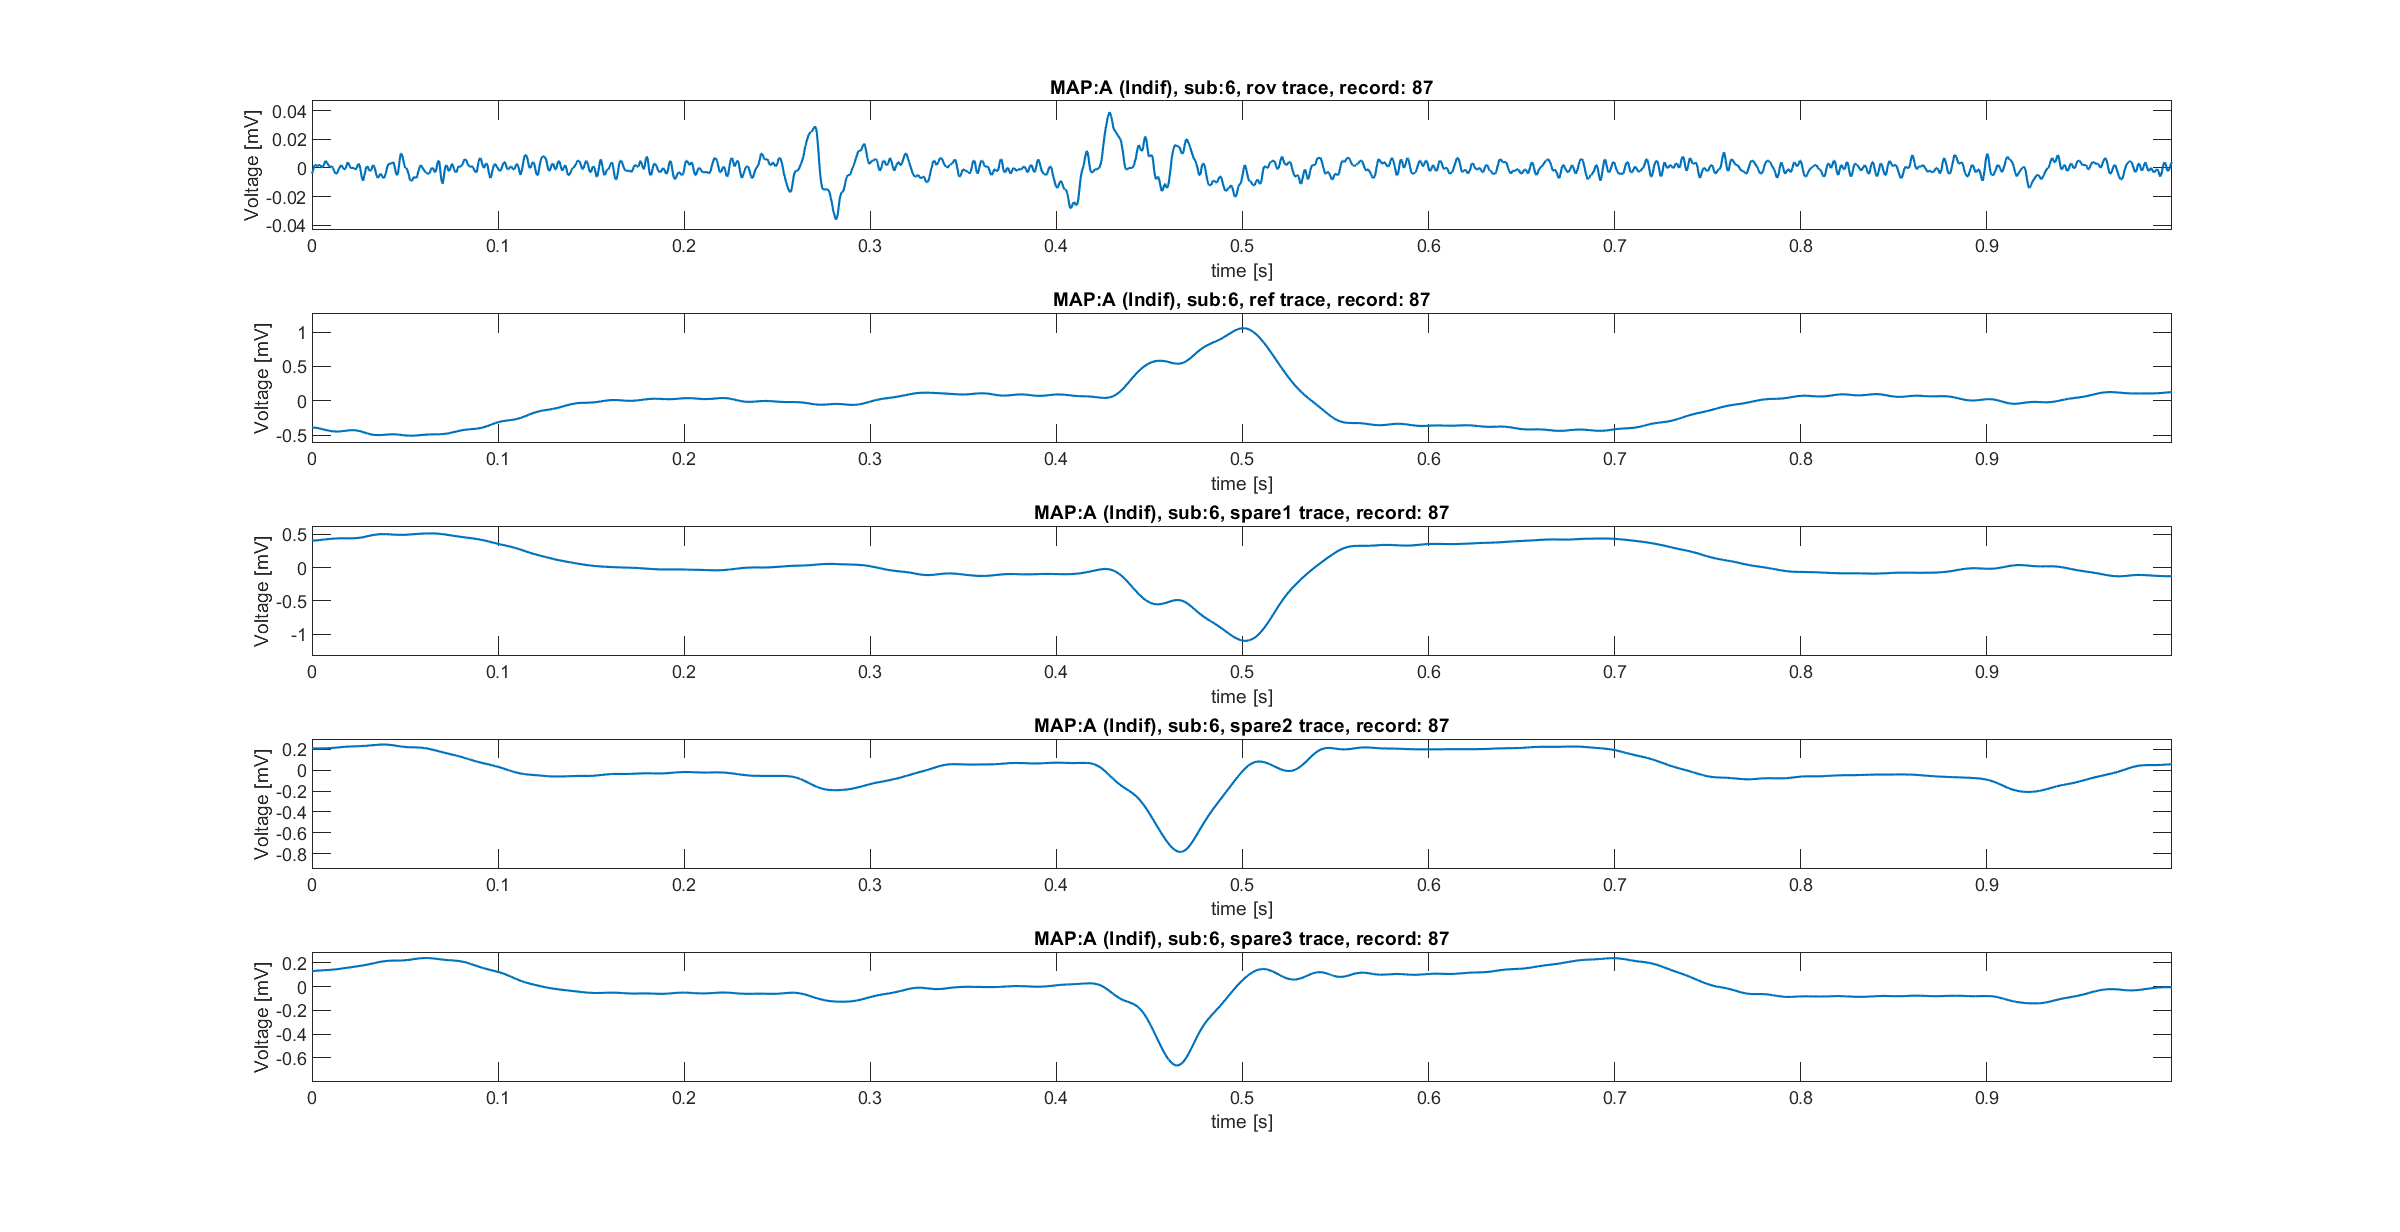 MAP:A (Indif), sub:6, rov trace, record: 87
Voltage [mV]
0.04
0.02
0
-0.02
-0.04
0 0.1 0.2 0.3 0.4 0.5 0.6 0.7 0.8 0.9
time [s]
MAP:A (Indif), sub:6, ref trace, record: 87
Voltage [mV]
1
0.5
0
-0.5
0 0.1 0.2 0.3 0.4 0.5 0.6 0.7 0.8 0.9
time [s]
MAP:A (Indif), sub:6, spare1 trace, record: 87
Voltage [mV]
0.5
0
-0.5
-1
0 0.1 0.2 0.3 0.4 0.5 0.6 0.7 0.8 0.9
time [s]
MAP:A (Indif), sub:6, spare2 trace, record: 87
Voltage [mV]
0.2
0
-0.2
-0.4
-0.6
-0.8
0 0.1 0.2 0.3 0.4 0.5 0.6 0.7 0.8 0.9
time [s]
MAP:A (Indif), sub:6, spare3 trace, record: 87
Voltage [mV]
0.2
0
-0.2
-0.4
-0.6
0 0.1 0.2 0.3 0.4 0.5 0.6 0.7 0.8 0.9
time [s]